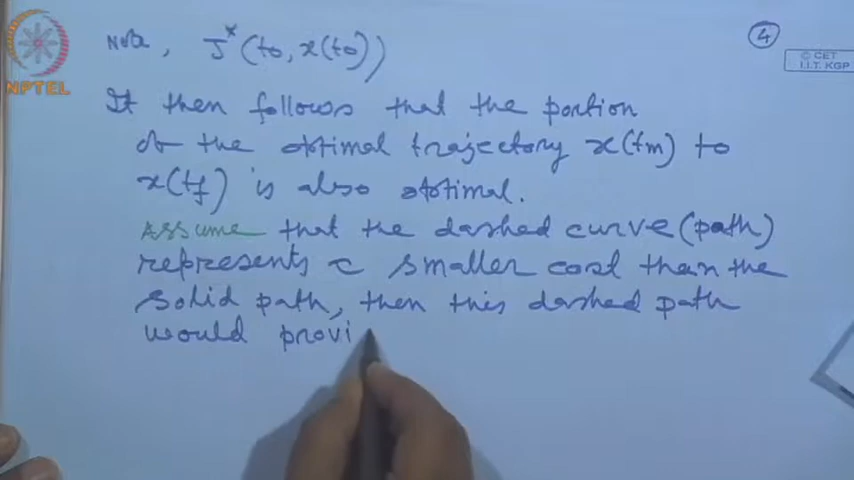 Note, J*(to, x(to))
4
© CET
I.I.T. KGP
NPTEL
It then follows that the portion
of the optimal trajectory x(tm) to
x(tf) is also optimal.
Assume that the dashed curve (path)
represents a smaller cost than the
solid path, then this dashed path
would provi